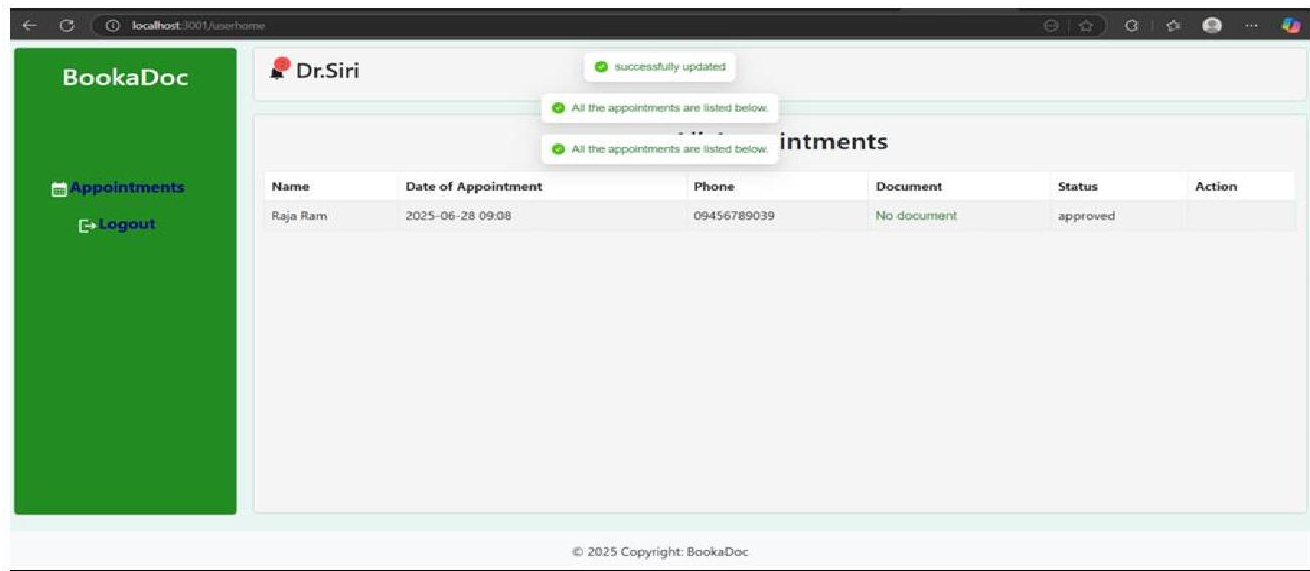 localhost:3001/userhome
BookaDoc
Dr.Siri
successfully updated
All the appointments are listed below.
All the appointments are listed below.
Appointments
Logout
Name Date of Appointment Phone Document Status Action
Raja Ram 2025-06-28 09:08 09456789039 No document approved
© 2025 Copyright: BookaDoc